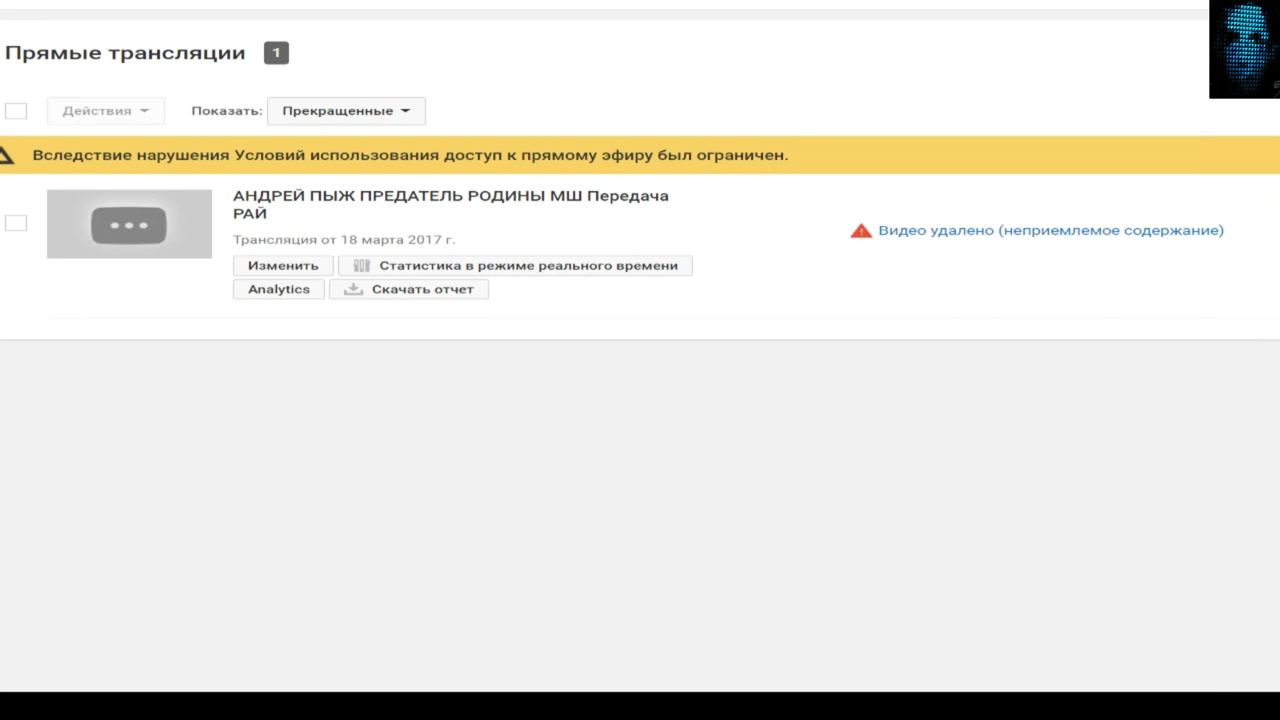 Прямые трансляции 1
Действия Показать: Прекращенные
Вследствие нарушения Условий использования доступ к прямому эфиру был ограничен.
АНДРЕЙ ПЫЖ ПРЕДАТЕЛЬ РОДИНЫ МШ Передача
РАЙ
Видео удалено (неприемлемое содержание)
Трансляция от 18 марта 2017 г.
Изменить Статистика в режиме реального времени
Analytics Скачать отчет